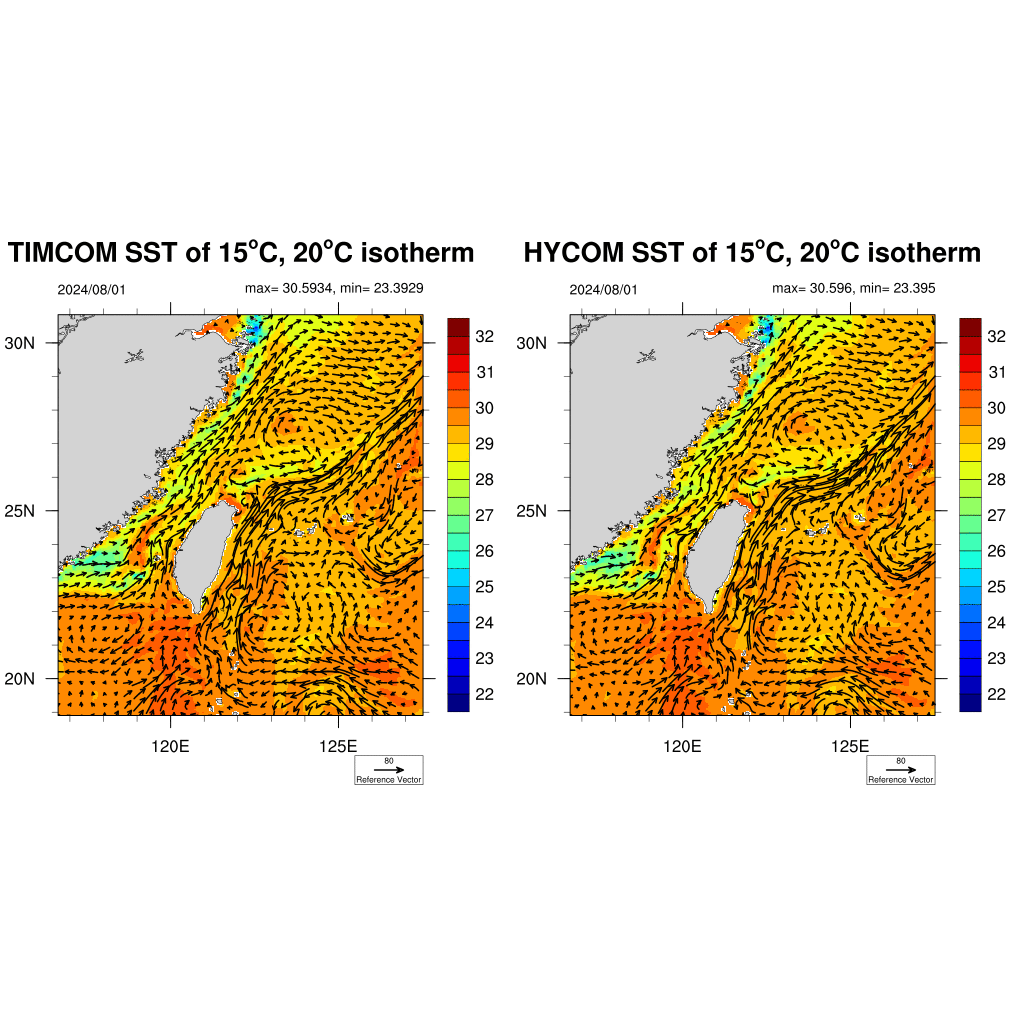 TIMCOM SST of 15°C, 20°C isotherm
2024/08/01
max= 30.5934, min= 23.3929
30N
25N
20N
120E
125E
32
31
30
29
28
27
26
25
24
23
22
80
Reference Vector
HYCOM SST of 15°C, 20°C isotherm
2024/08/01
max= 30.596, min= 23.395
30N
25N
20N
120E
125E
32
31
30
29
28
27
26
25
24
23
22
80
Reference Vector